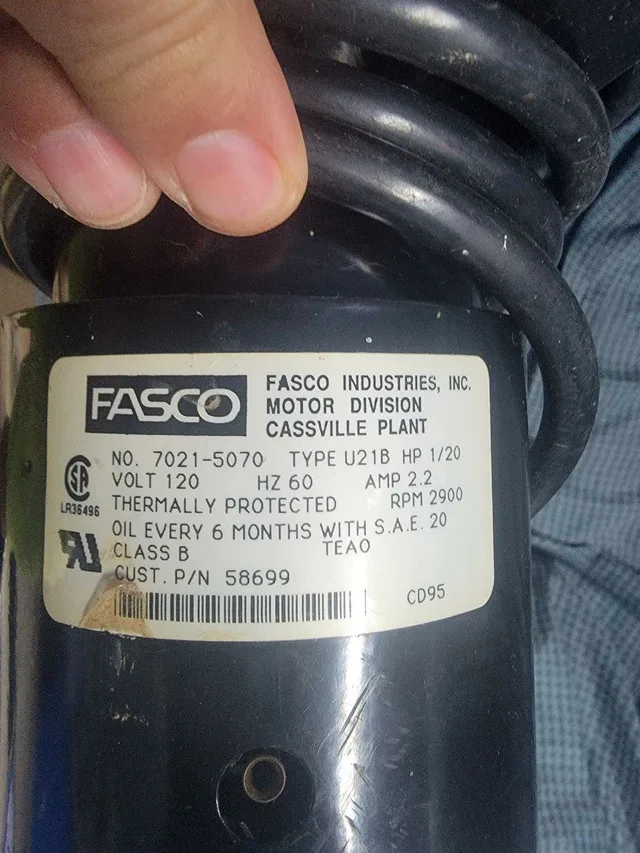 FASCO
FASCO INDUSTRIES, INC.
MOTOR DIVISION
CASSVILLE PLANT
NO. 7021-5070 TYPE U21B HP 1/20
VOLT 120 HZ 60 AMP 2.2
THERMALLY PROTECTED RPM 2900
OIL EVERY 6 MONTHS WITH S.A.E. 20
CLASS B TEAO
CUST. P/N 58699
CD95
SA
LR36496
RU